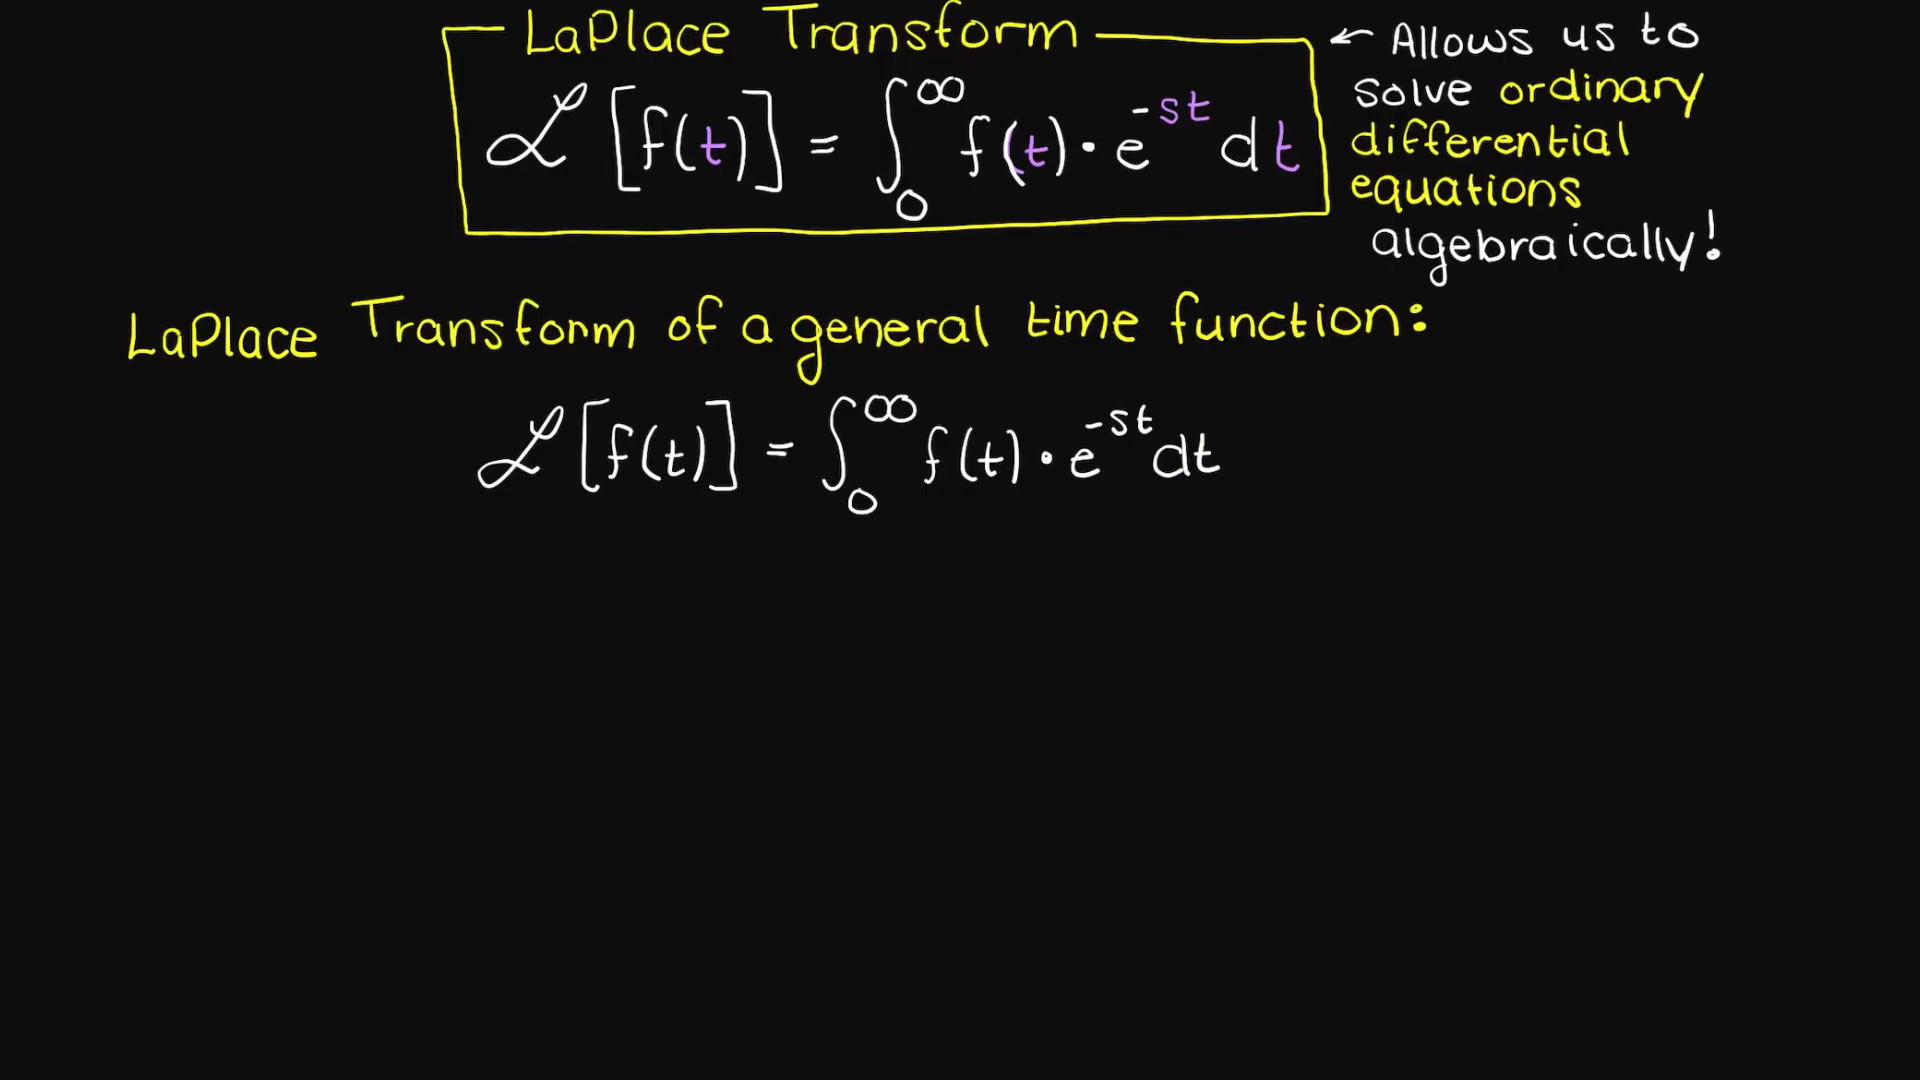 LaPlace Transform
ℒ [f(t)] = ∫₀^∞ f(t) · e^-st dt
← Allows us to
solve ordinary
differential
equations
algebraically!
LaPlace Transform of a general time function:
ℒ [f(t)] = ∫₀^∞ f(t) · e^-st dt